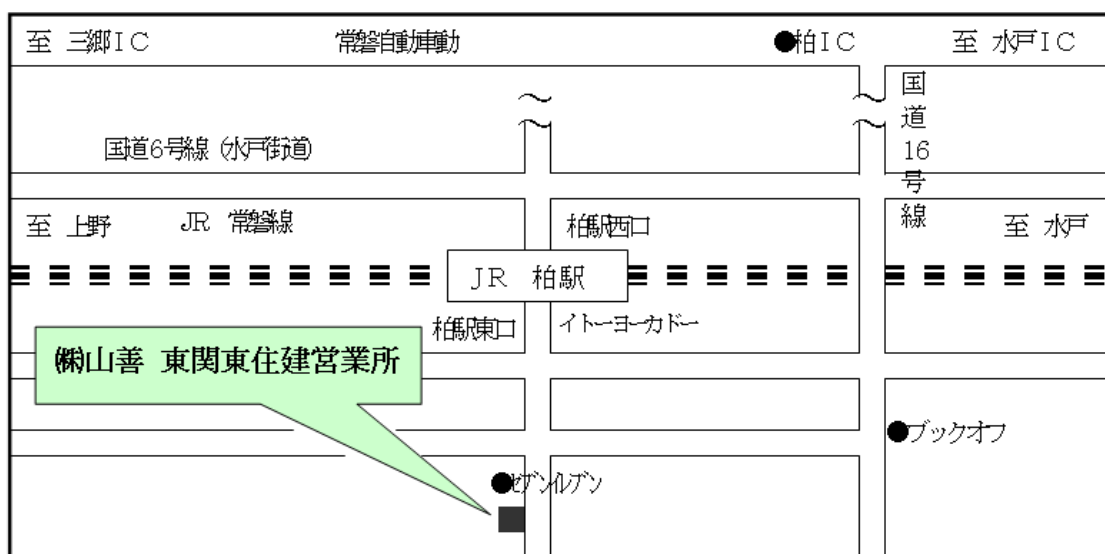 至 三郷IC 常磐自動車動 ●柏IC 至 水戸IC
国道16号線
国道6号線 (水戸街道)
至 上野 JR 常磐線 柏駅西口 至 水戸
JR 柏駅
柏駅東口 イトーヨーカドー
㈱山善 東関東住建営業所
●ブックオフ
●セブンイレブン